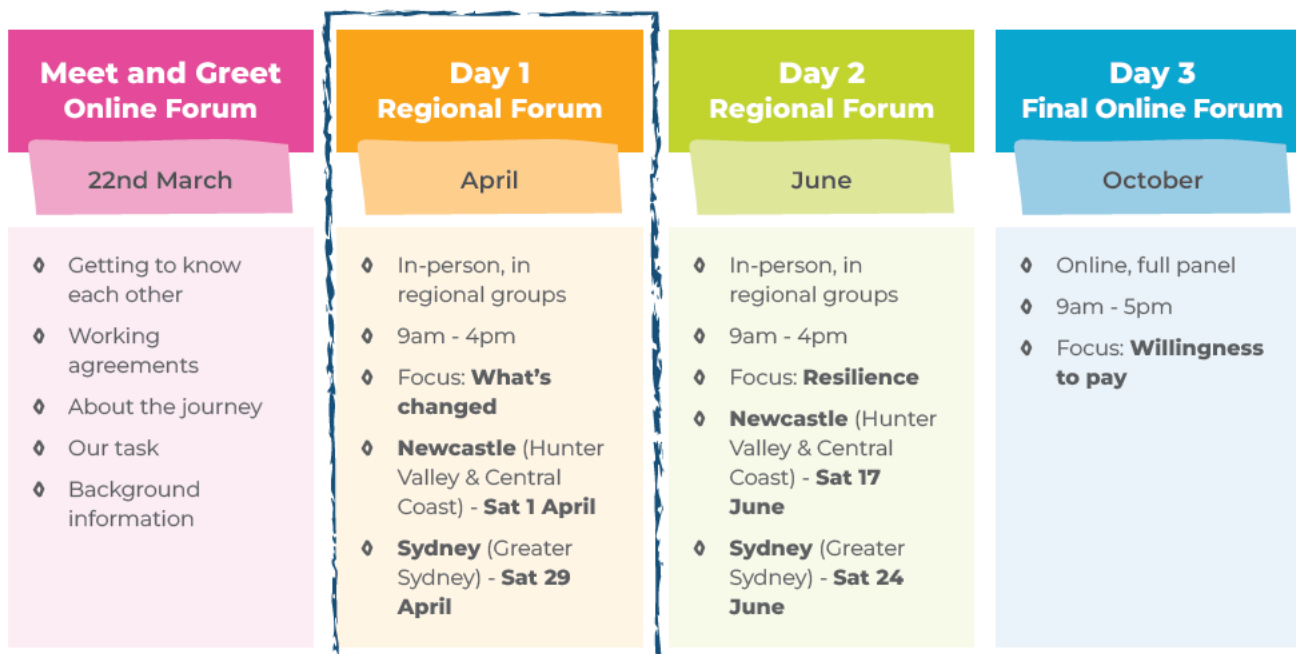 Meet and Greet
Online Forum
22nd March
Getting to know
each other
Working
agreements
About the journey
Our task
Background
information
Day 1
Regional Forum
April
In-person, in
regional groups
9am - 4pm
Focus: What's
changed
Newcastle (Hunter
Valley & Central
Coast) - Sat 1 April
Sydney (Greater
Sydney) - Sat 29
April
Day 2
Regional Forum
June
In-person, in
regional groups
9am - 4pm
Focus: Resilience
Newcastle (Hunter
Valley & Central
Coast) - Sat 17
June
Sydney (Greater
Sydney) - Sat 24
June
Day 3
Final Online Forum
October
Online, full panel
9am - 5pm
Focus: Willingness
to pay